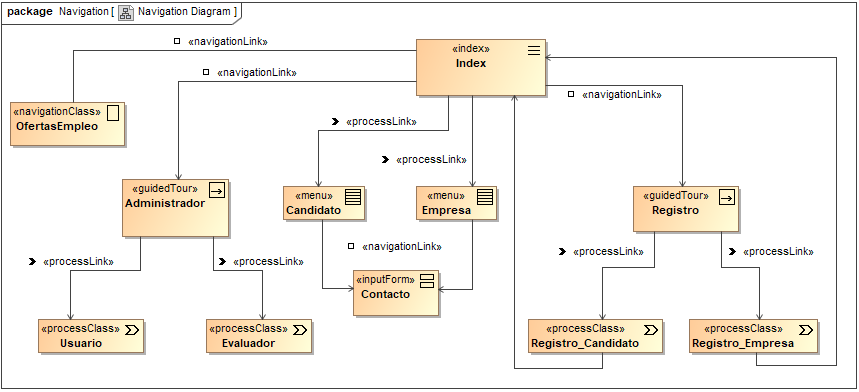 package Navigation [ Navigation Diagram ]
«navigationLink»
«index»
Index
«navigationLink»
«navigationLink»
«navigationClass»
OfertasEmpleo
«processLink»
«processLink»
«guidedTour»
Administrador
«menu»
Candidato
«menu»
Empresa
«guidedTour»
Registro
«navigationLink»
«processLink»
«processLink»
«processLink»
«processLink»
«inputForm»
Contacto
«processClass»
Usuario
«processClass»
Evaluador
«processClass»
Registro_Candidato
«processClass»
Registro_Empresa